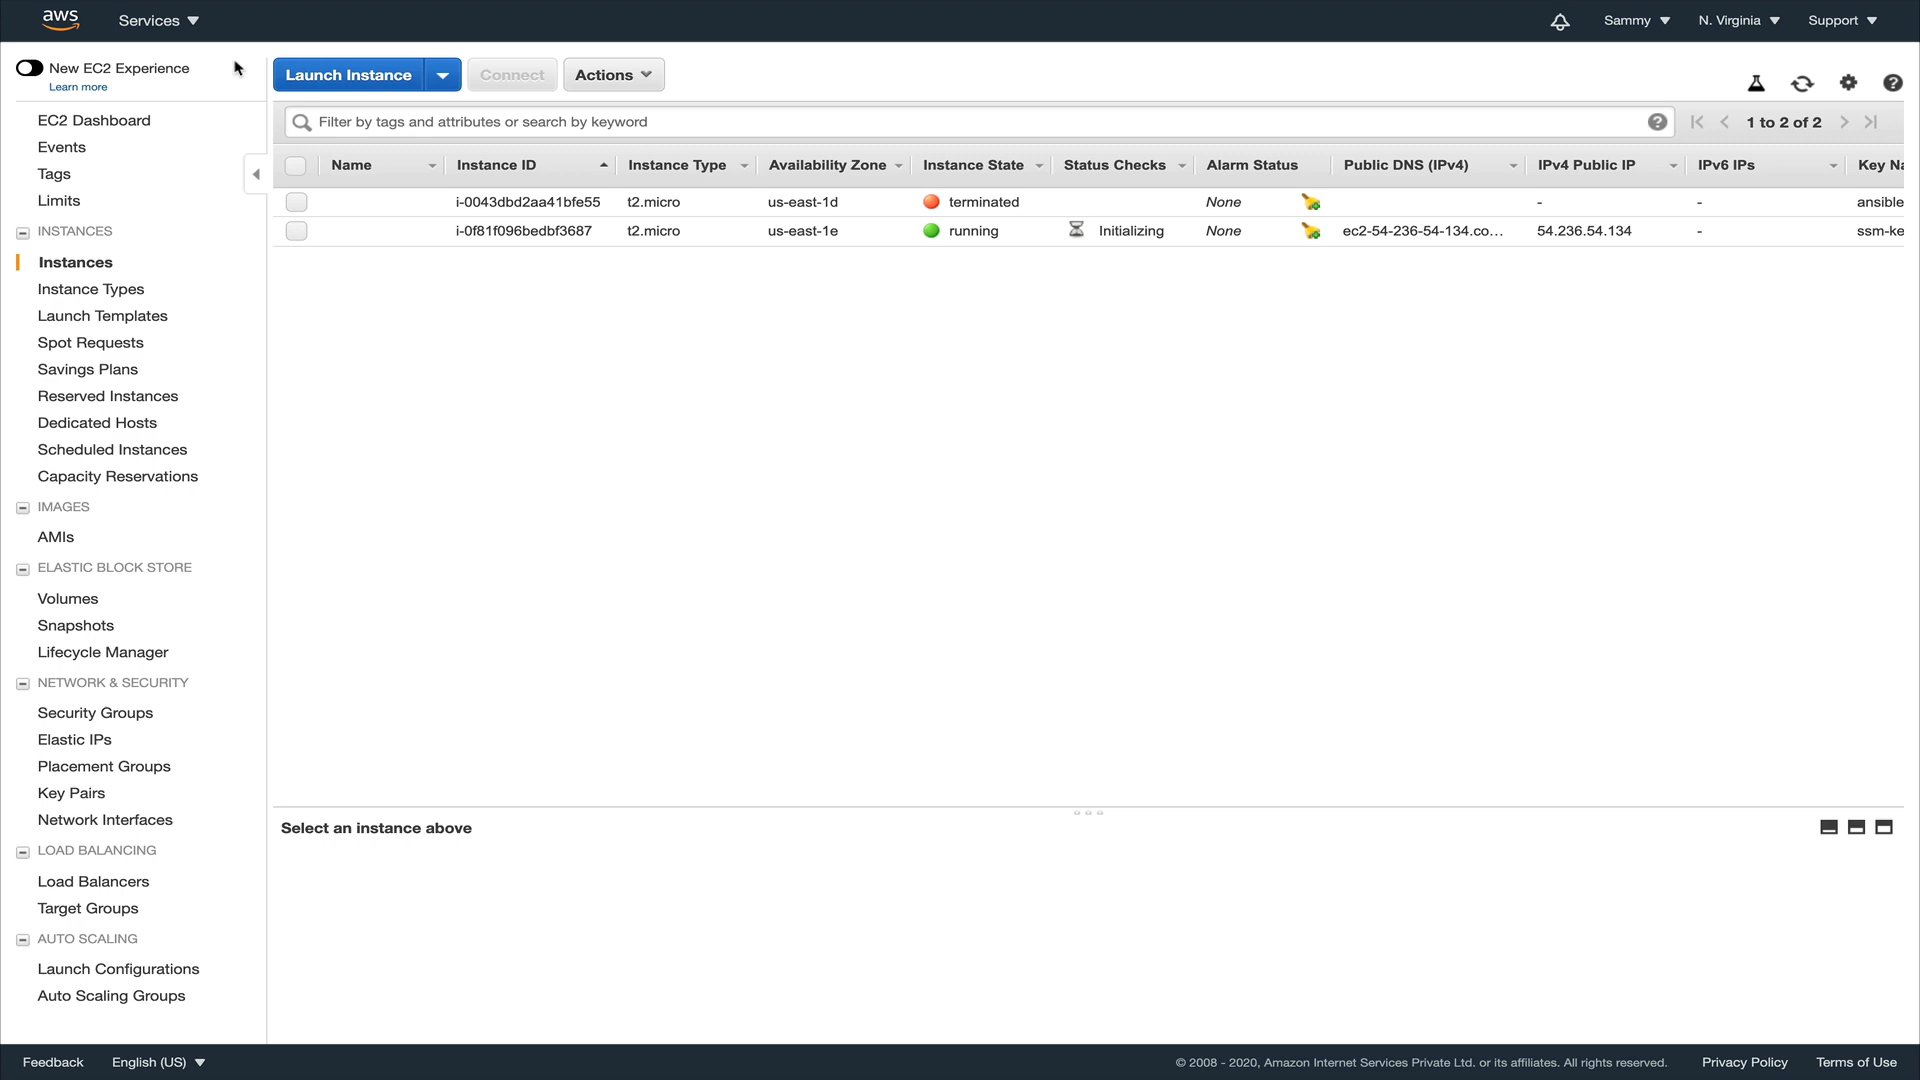 aws Services Sammy N. Virginia Support
New EC2 Experience
Learn more
EC2 Dashboard
Events
Tags
Limits
INSTANCES
Instances
Instance Types
Launch Templates
Spot Requests
Savings Plans
Reserved Instances
Dedicated Hosts
Scheduled Instances
Capacity Reservations
IMAGES
AMIs
ELASTIC BLOCK STORE
Volumes
Snapshots
Lifecycle Manager
NETWORK & SECURITY
Security Groups
Elastic IPs
Placement Groups
Key Pairs
Network Interfaces
LOAD BALANCING
Load Balancers
Target Groups
AUTO SCALING
Launch Configurations
Auto Scaling Groups
Launch Instance Connect Actions
Filter by tags and attributes or search by keyword 1 to 2 of 2
Name Instance ID Instance Type Availability Zone Instance State Status Checks Alarm Status Public DNS (IPv4) IPv4 Public IP IPv6 IPs Key Na
i-0043dbd2aa41bfe55 t2.micro us-east-1d terminated None - - ansible
i-0f81f096bedbf3687 t2.micro us-east-1e running Initializing None ec2-54-236-54-134.co... 54.236.54.134 - ssm-ke
Select an instance above
Feedback English (US) © 2008 - 2020, Amazon Internet Services Private Ltd. or its affiliates. All rights reserved. Privacy Policy Terms of Use